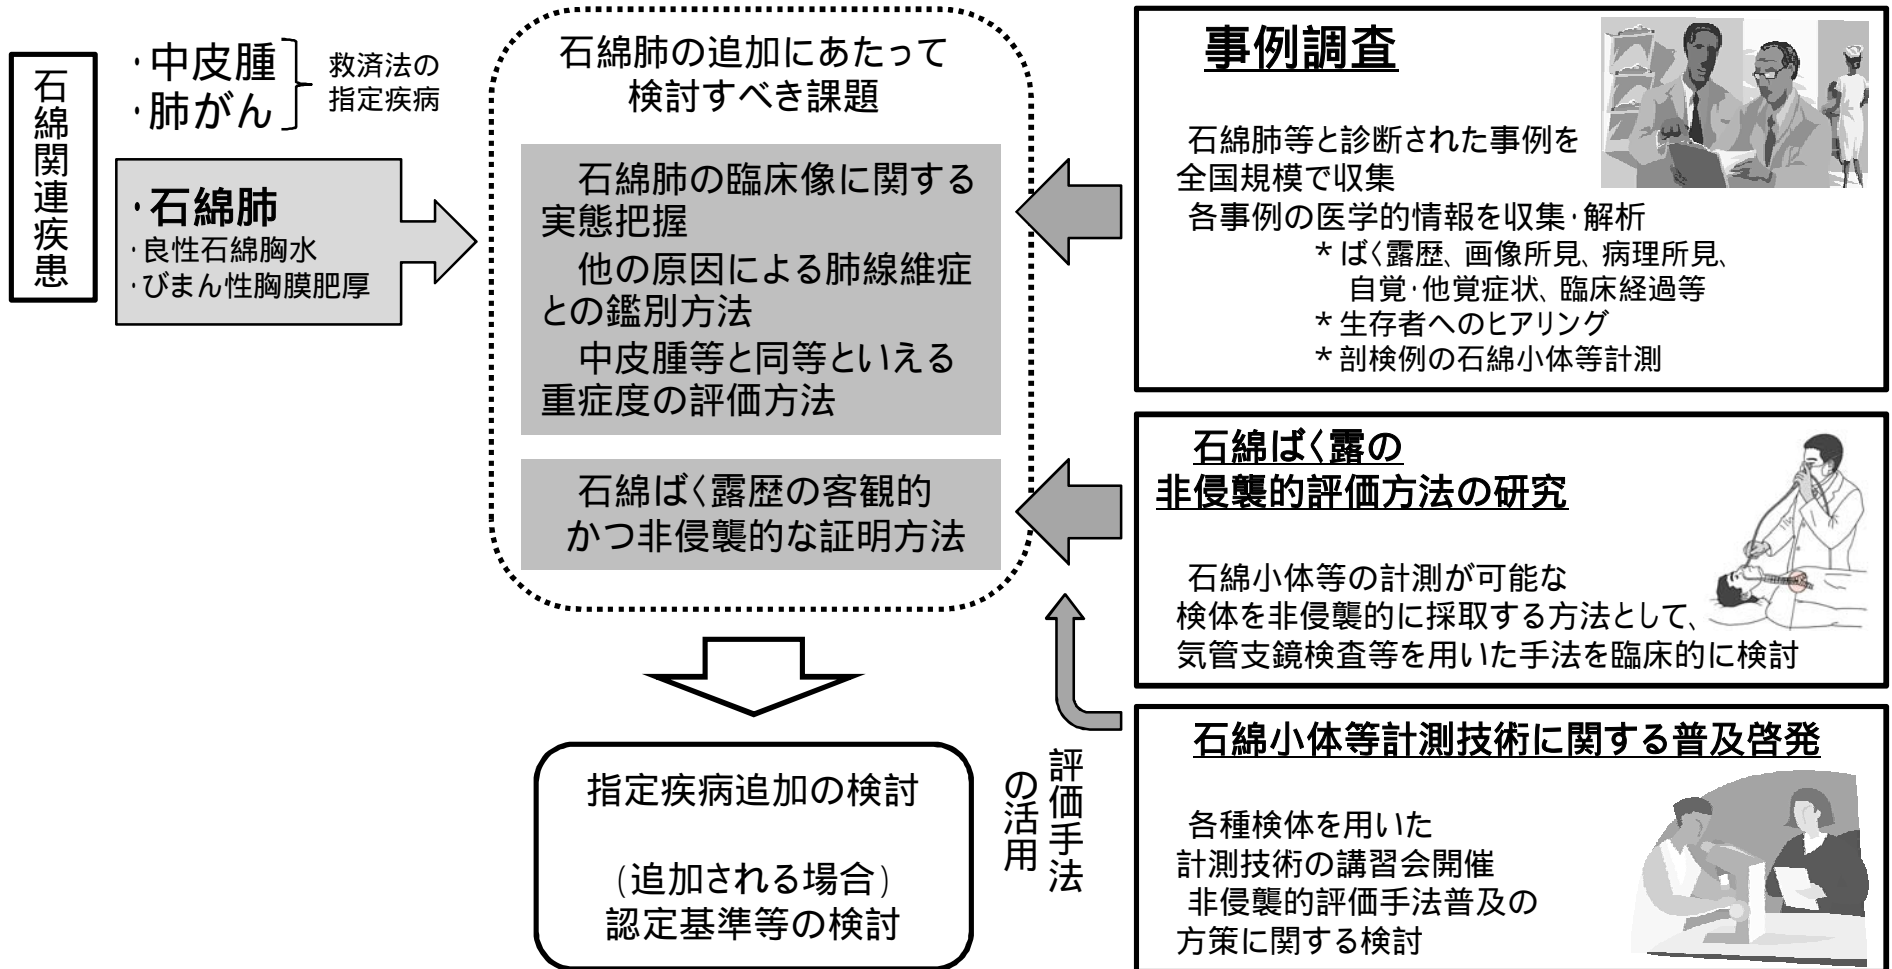 石綿関連疾患
・中皮腫
・肺がん
救済法の
指定疾病
・石綿肺
・良性石綿胸水
・びまん性胸膜肥厚
石綿肺の追加にあたって
検討すべき課題
石綿肺の臨床像に関する
実態把握
他の原因による肺線維症
との鑑別方法
中皮腫等と同等といえる
重症度の評価方法
石綿ばく露歴の客観的
かつ非侵襲的な証明方法
指定疾病追加の検討
(追加される場合)
認定基準等の検討
事例調査
石綿肺等と診断された事例を
全国規模で収集
各事例の医学的情報を収集・解析
*ばく露歴、画像所見、病理所見、
自覚・他覚症状、臨床経過等
*生存者へのヒアリング
*剖検例の石綿小体等計測
石綿ばく露の
非侵襲的評価方法の研究
石綿小体等の計測が可能な
検体を非侵襲的に採取する方法として、
気管支鏡検査等を用いた手法を臨床的に検討
評価手法
の活用
石綿小体等計測技術に関する普及啓発
各種検体を用いた
計測技術の講習会開催
非侵襲的評価手法普及の
方策に関する検討